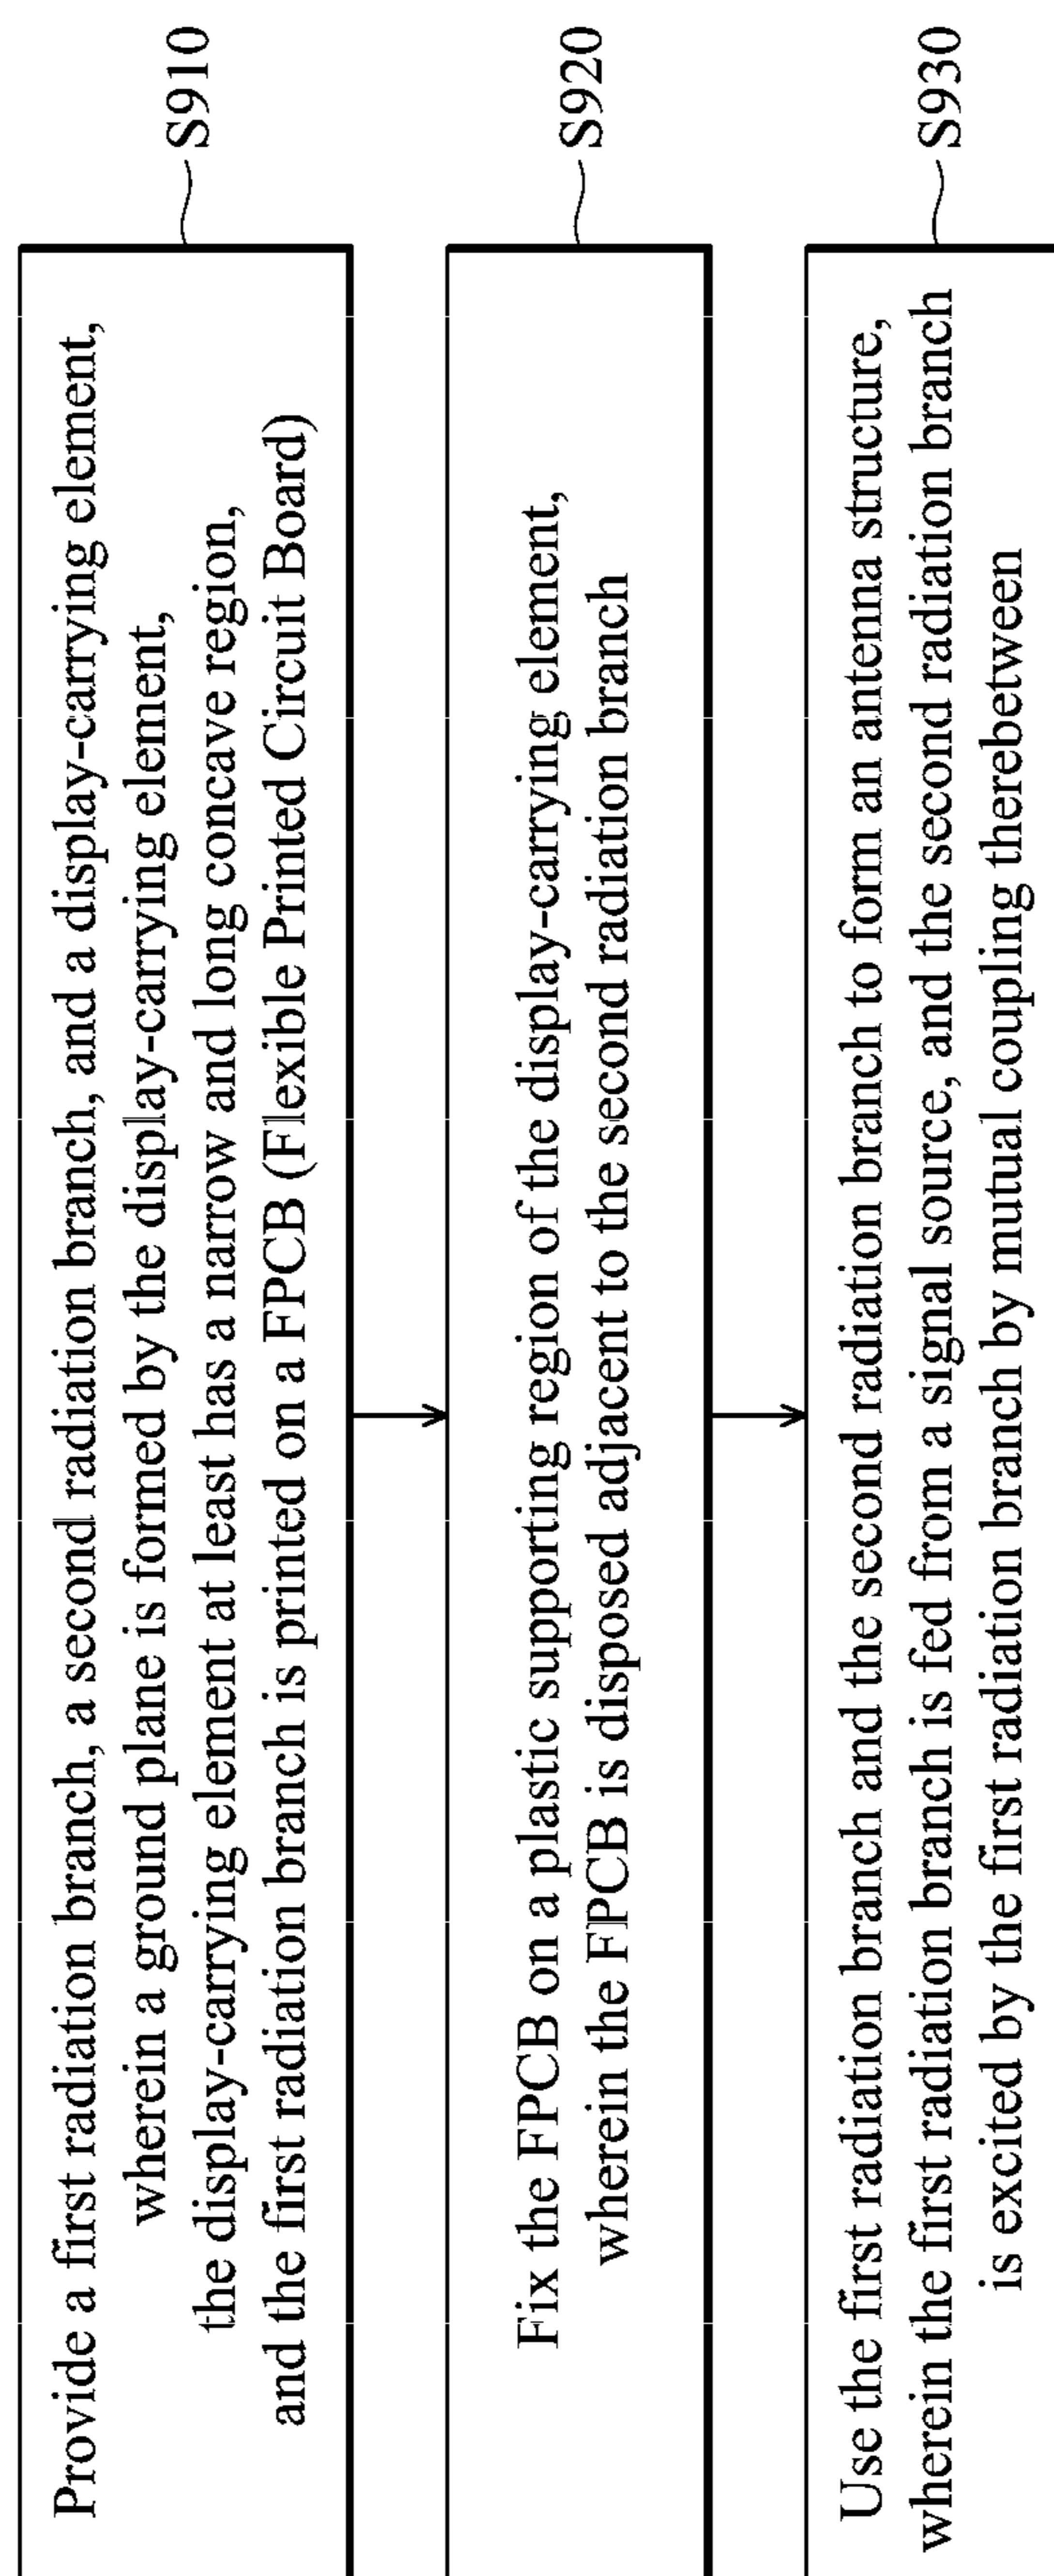 Provide a first radiation branch, a second radiation branch, and a display-carrying element,
wherein a ground plane is formed by the display-carrying element,
the display-carrying element at least has a narrow and long concave region,
and the first radiation branch is printed on a FPCB (Flexible Printed Circuit Board)
S910
Fix the FPCB on a plastic supporting region of the display-carrying element,
wherein the FPCB is disposed adjacent to the second radiation branch
S920
Use the first radiation branch and the second radiation branch to form an antenna structure,
wherein the first radiation branch is fed from a signal source, and the second radiation branch
is excited by the first radiation branch by mutual coupling therebetween
S930